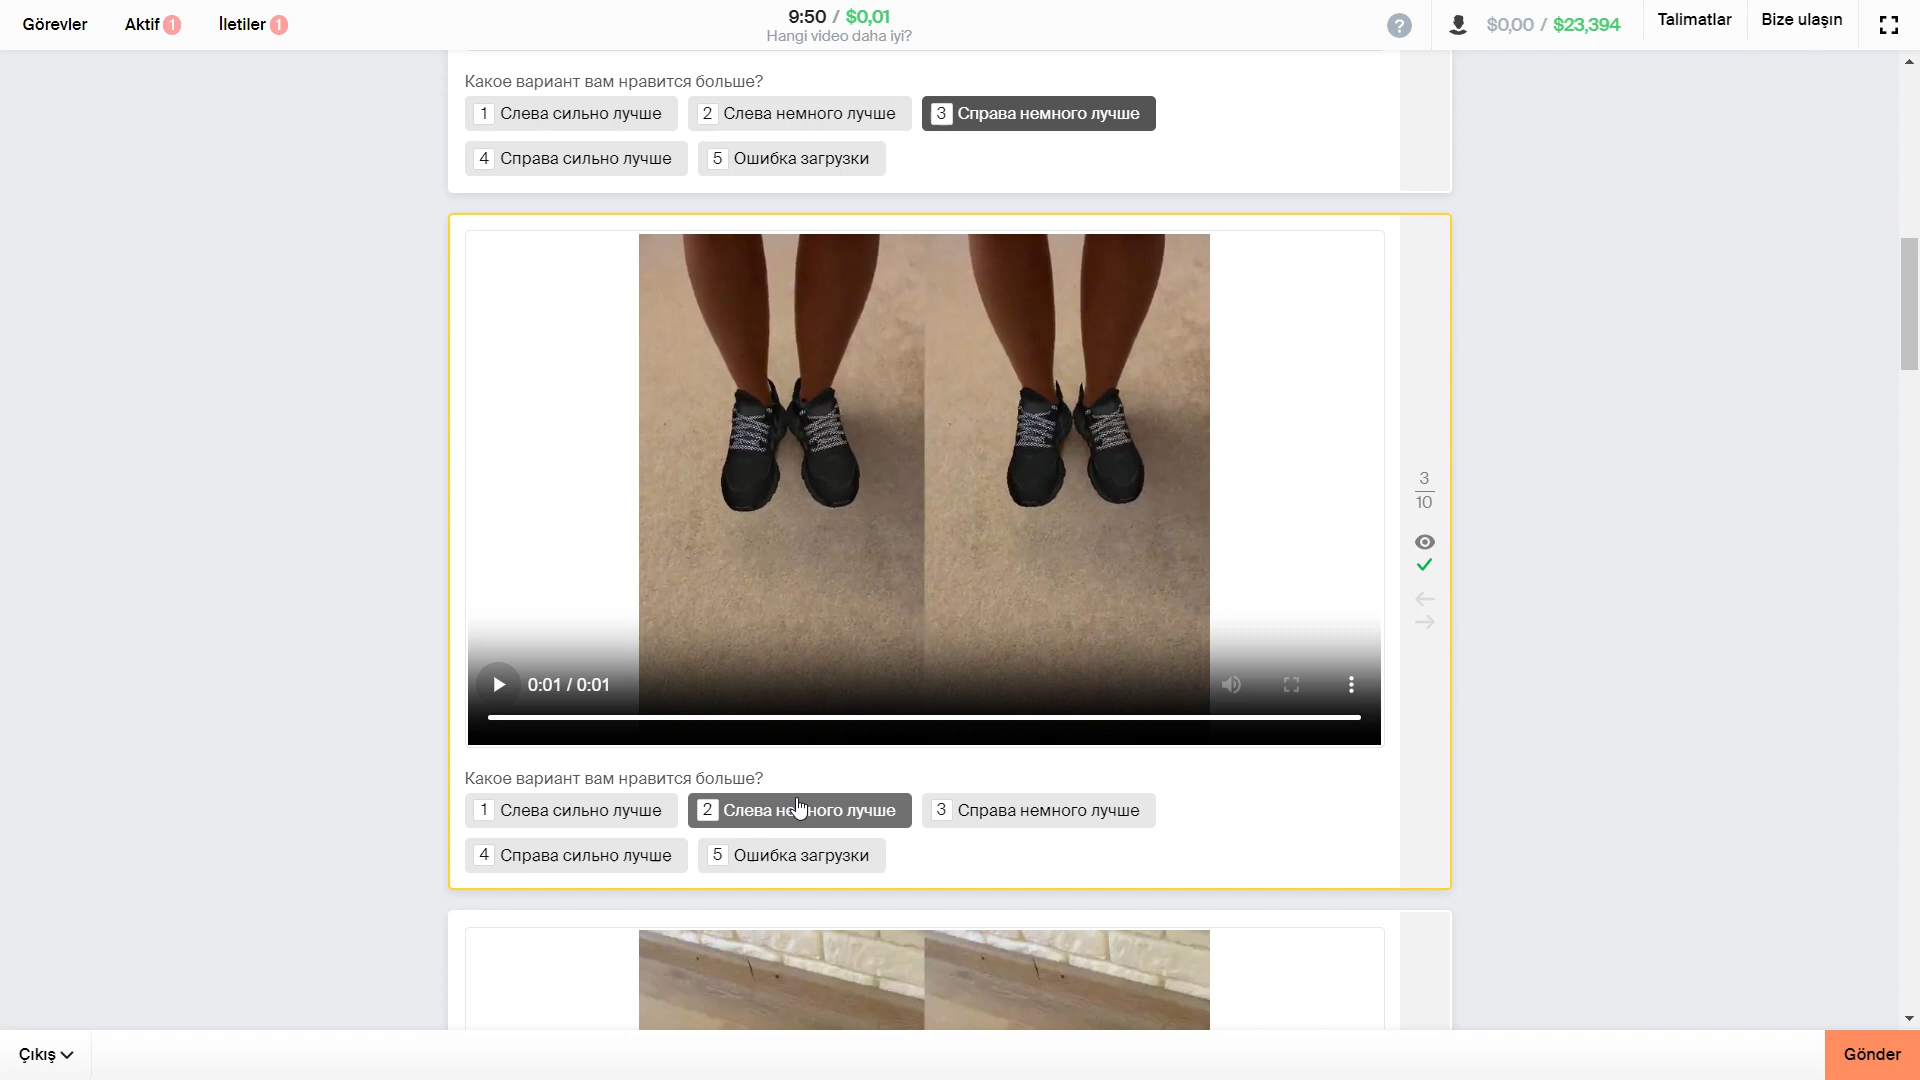 Görevler Aktif 1 İletiler 1 9:50 / $0,01 ? $0,00 / $23,394 Talimatlar Bize ulaşın
Hangi video daha iyi?
Какое вариант вам нравится больше?
1 Слева сильно лучше 2 Слева немного лучше 3 Справа немного лучше
4 Справа сильно лучше 5 Ошибка загрузки
3
10
0:01 / 0:01
Какое вариант вам нравится больше?
1 Слева сильно лучше 2 Слева немного лучше 3 Справа немного лучше
4 Справа сильно лучше 5 Ошибка загрузки
Çıkış Gönder